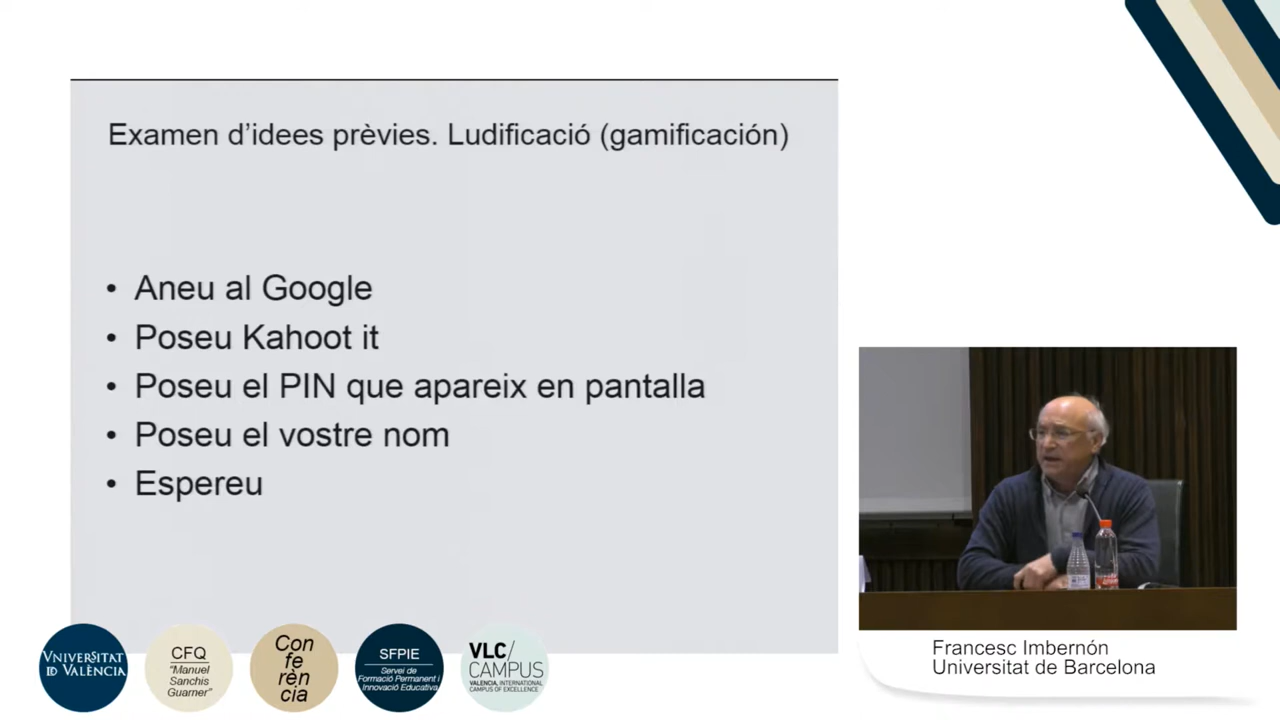 Examen d’idees prèvies. Ludificació (gamificación)
• Aneu al Google
• Poseu Kahoot it
• Poseu el PIN que apareix en pantalla
• Poseu el vostre nom
• Espereu
Francesc Imbernón
Universitat de Barcelona
VNIVERSITAT
ID VALÈNCIA
CFQ
"Manuel
Sanchis
Guarner"
Con
fe
rèn
cia
SFPIE
Servei de
Formació Permanent i
Innovació Educativa
VLC/
CAMPUS
VALENCIA, INTERNATIONAL
CAMPUS OF EXCELLENCE